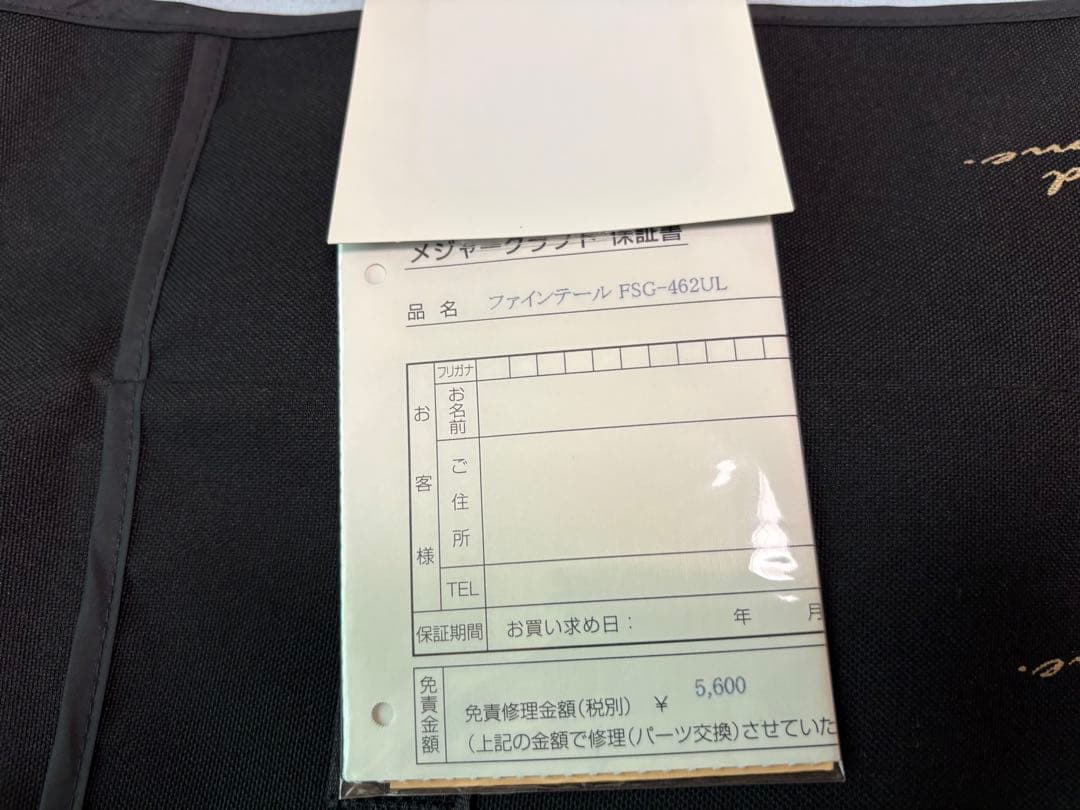 メジャークラフト 保証書
品 名 ファインテール FSG-462UL
お客様
フリガナ
お名前
ご住所
TEL
保証期間 お買い求め日： 年 月
免責金額
免責修理金額（税別） ￥ 5,600
（上記の金額で修理（パーツ交換）させていた
me.